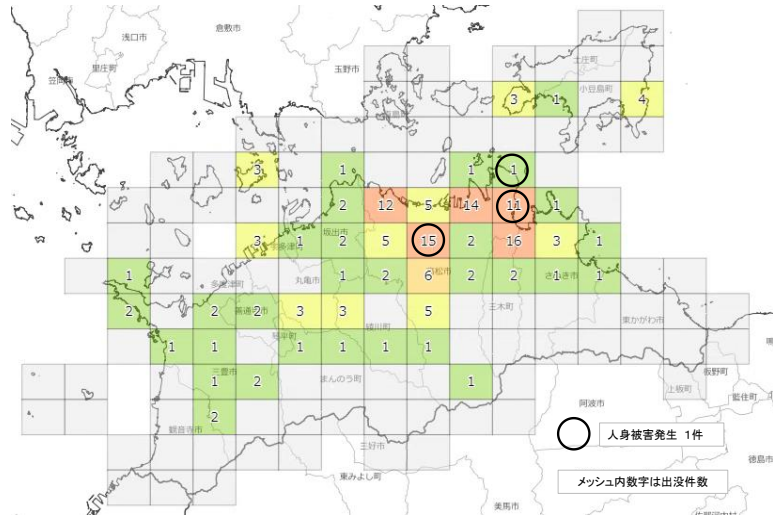 浅口市
倉敷市
里庄町
玉野市
土庄町
小豆島町
3 1 4
3 1 1 1
2 12 5 14 11 1
坂出市
3 1 2 5 15 2 16 3 1
宇多津町
1 1 2 6 2 2 1 1
多度津町
丸亀市
高松市
さぬき市
2 2 2 3 3 5
善通寺市
三木町
東かがわ市
琴平町
綾川町
1 1 1 1 1 1
三豊市
まんのう町
1 2 1
板野町
上板町
藍住町
阿波市
2
観音寺市
人身被害発生 1件
三好市
徳島市
東みよし町
メッシュ内数字は出没件数
美馬市